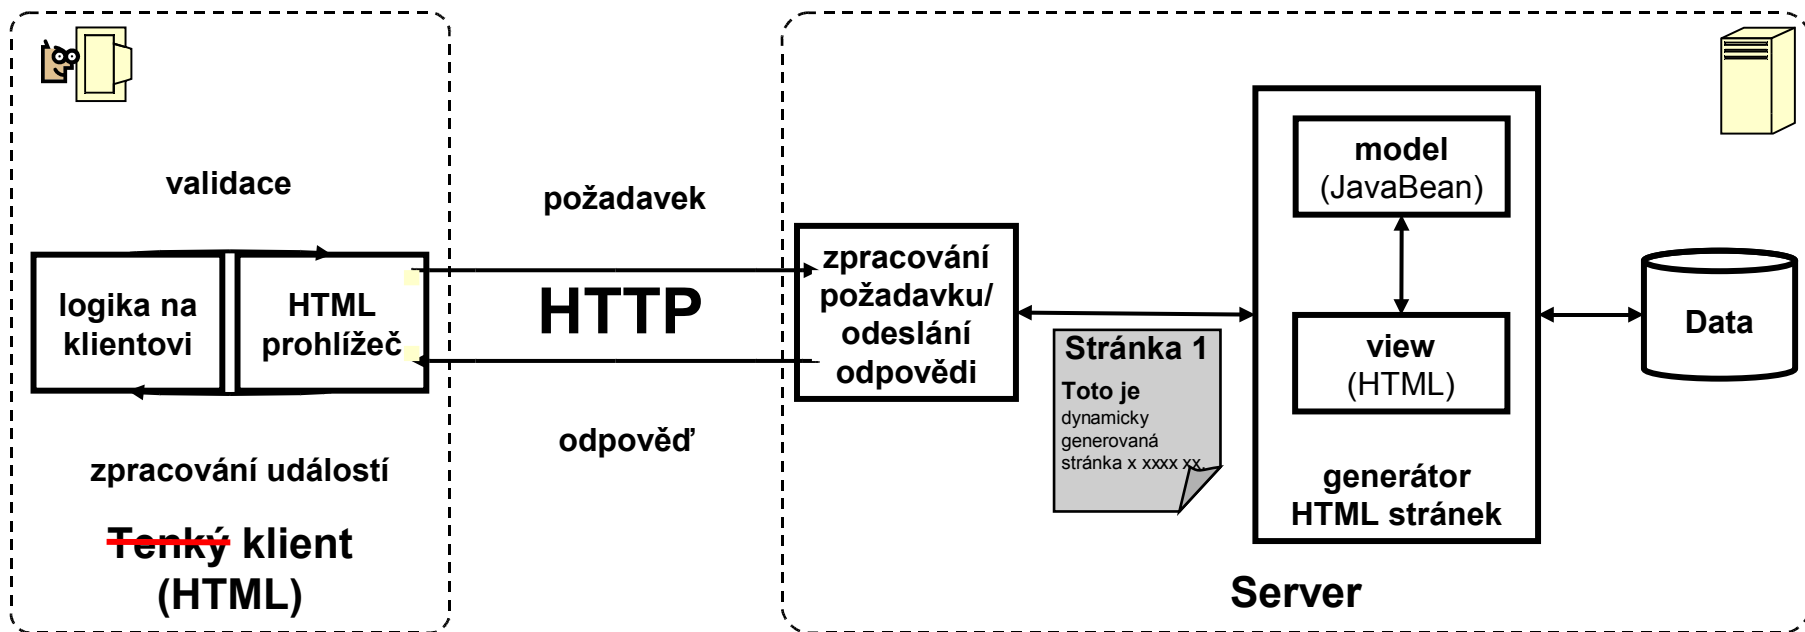 validace
logika na
klientovi
HTML
prohlížeč
zpracování událostí
Tenký klient
(HTML)
požadavek
HTTP
odpověď
zpracování
požadavku/
odeslání
odpovědi
Stránka 1
Toto je
dynamicky
generovaná
stránka x xxxx xx.
model
(JavaBean)
view
(HTML)
generátor
HTML stránek
Data
Server